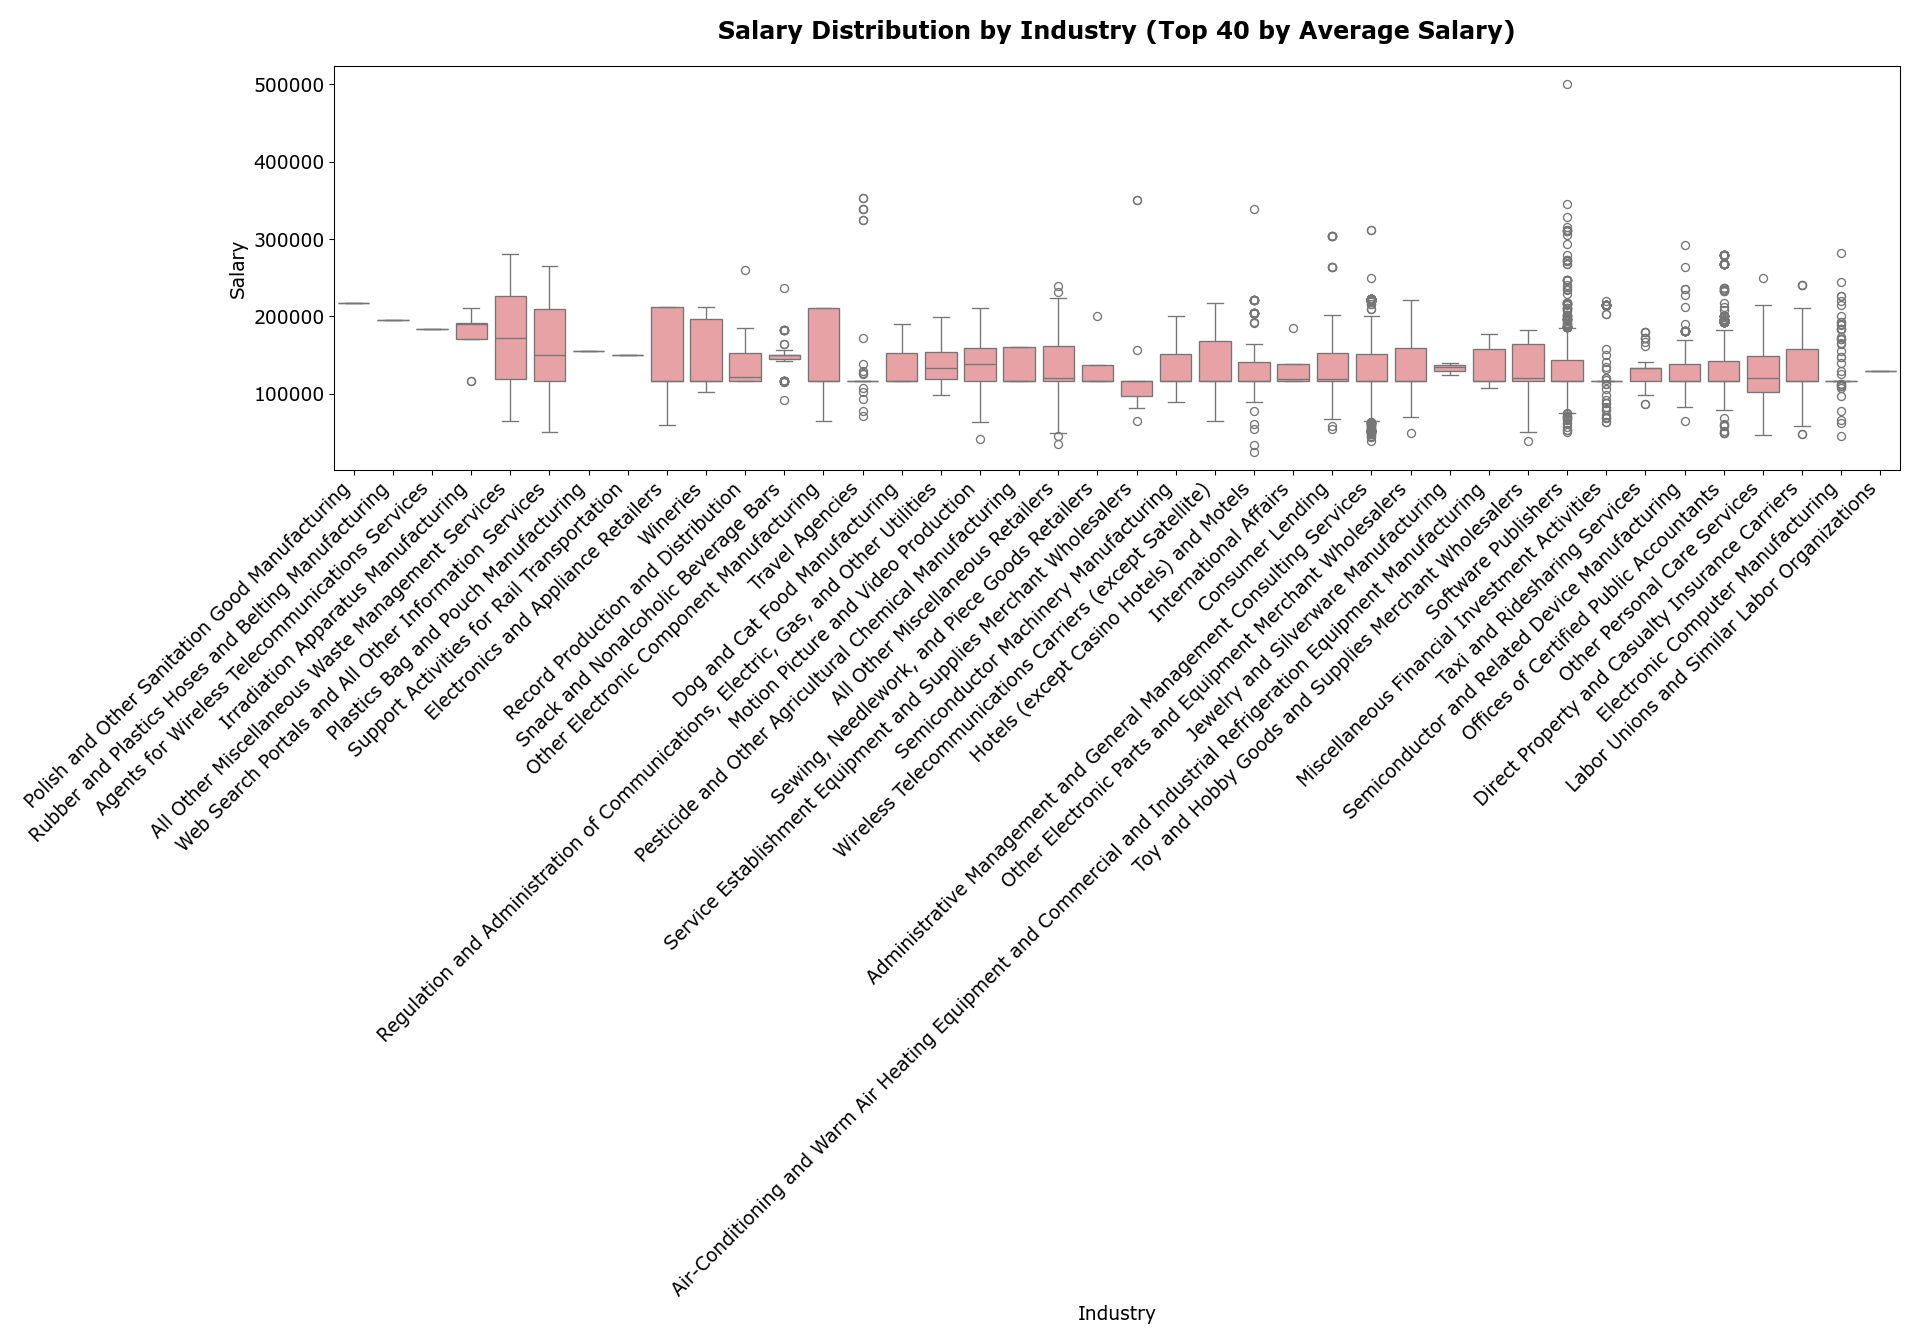 Salary Distribution by Industry (Top 40 by Average Salary)
500000
400000
300000
200000
100000
Salary
Polish and Other Sanitation Good Manufacturing
Rubber and Plastics Hoses and Belting Manufacturing
Agents for Wireless Telecommunications Services
Irradiation Apparatus Manufacturing
All Other Miscellaneous Waste Management Services
Web Search Portals and All Other Information Services
Plastics Bag and Pouch Manufacturing
Support Activities for Rail Transportation
Electronics and Appliance Retailers
Wineries
Record Production and Distribution
Snack and Nonalcoholic Beverage Bars
Other Electronic Component Manufacturing
Travel Agencies
Dog and Cat Food Manufacturing
Regulation and Administration of Communications, Electric, Gas, and Other Utilities
Motion Picture and Video Production
Pesticide and Other Agricultural Chemical Manufacturing
All Other Miscellaneous Retailers
Sewing, Needlework, and Piece Goods Retailers
Service Establishment Equipment and Supplies Merchant Wholesalers
Semiconductor Machinery Manufacturing
Wireless Telecommunications Carriers (except Satellite)
Hotels (except Casino Hotels) and Motels
International Affairs
Consumer Lending
Administrative Management and General Management Consulting Services
Other Electronic Parts and Equipment Merchant Wholesalers
Jewelry and Silverware Manufacturing
Air-Conditioning and Warm Air Heating Equipment and Commercial and Industrial Refrigeration Equipment Manufacturing
Toy and Hobby Goods and Supplies Merchant Wholesalers
Software Publishers
Miscellaneous Financial Investment Activities
Taxi and Ridesharing Services
Semiconductor and Related Device Manufacturing
Offices of Certified Public Accountants
Other Personal Care Services
Direct Property and Casualty Insurance Carriers
Electronic Computer Manufacturing
Labor Unions and Similar Labor Organizations
Industry